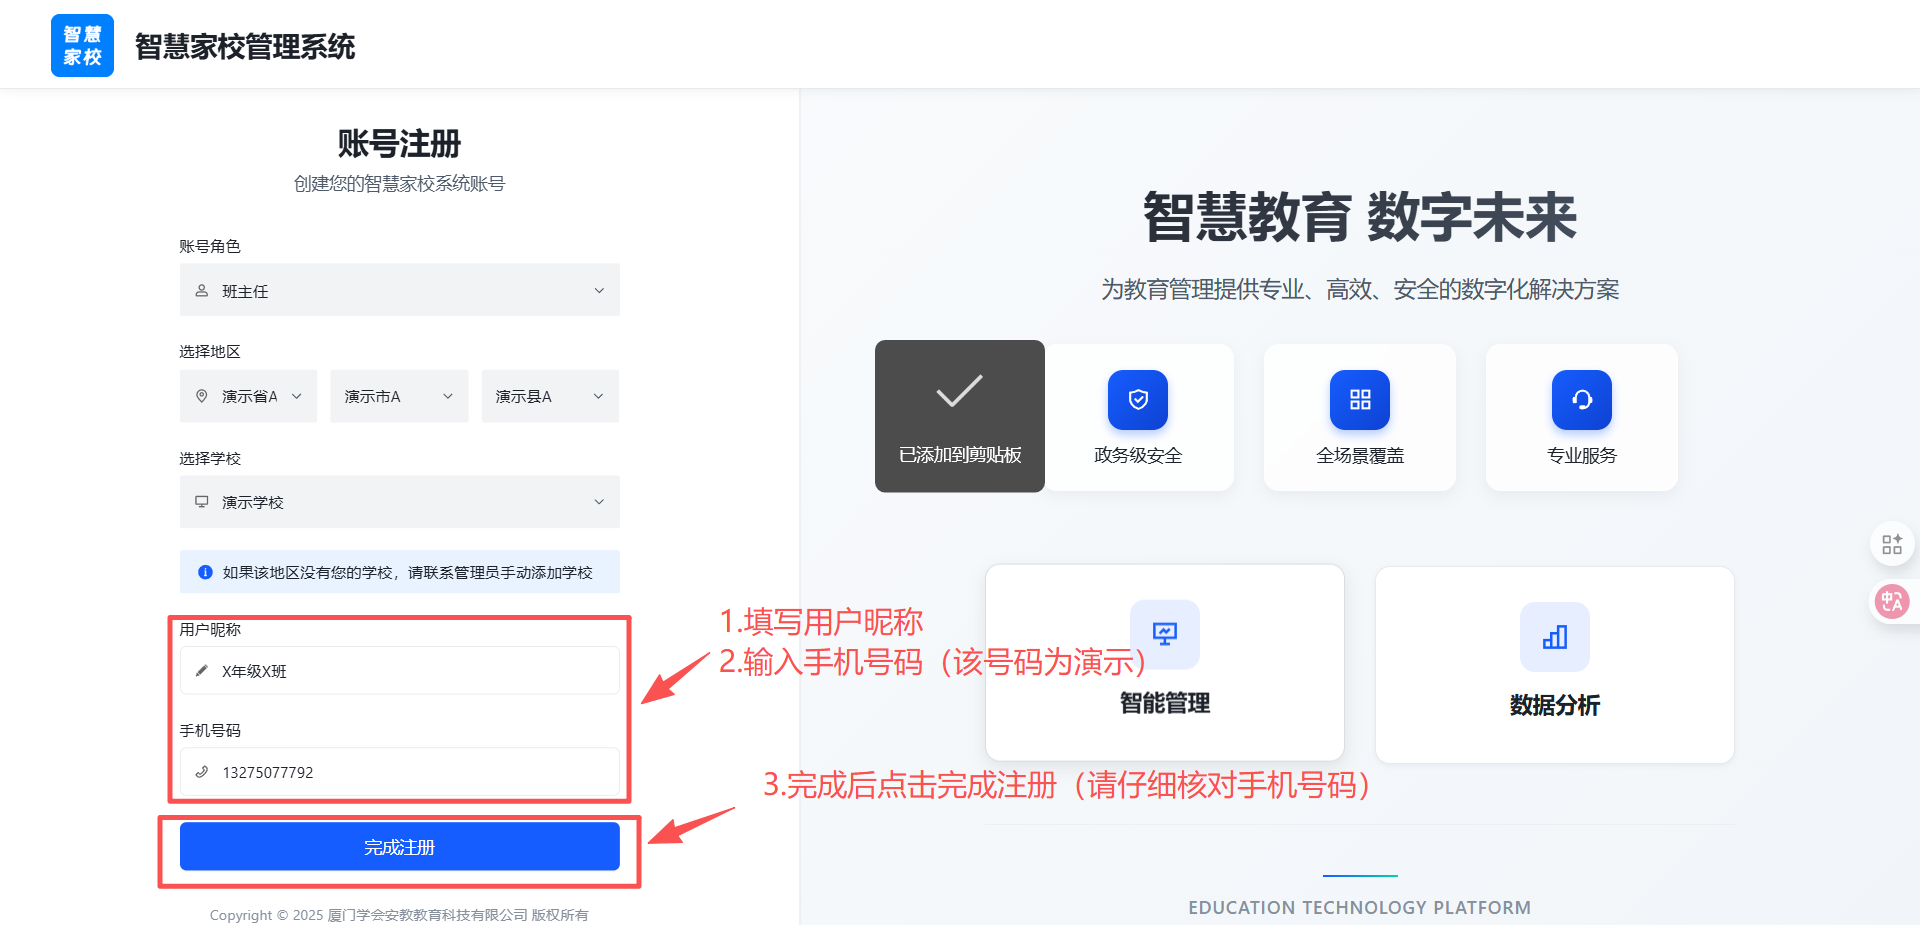 智慧
家校
智慧家校管理系统
账号注册
创建您的智慧家校系统账号
账号角色
班主任
选择地区
演示省A
演示市A
演示县A
选择学校
演示学校
如果该地区没有您的学校，请联系管理员手动添加学校
用户昵称
X年级X班
手机号码
13275077792
完成注册
Copyright © 2025 厦门学会安教教育科技有限公司 版权所有
1.填写用户昵称
2.输入手机号码（该号码为演示）
3.完成后点击完成注册（请仔细核对手机号码）
智慧教育 数字未来
为教育管理提供专业、高效、安全的数字化解决方案
已添加到剪贴板
政务级安全
全场景覆盖
专业服务
智能管理
数据分析
EDUCATION TECHNOLOGY PLATFORM
中A